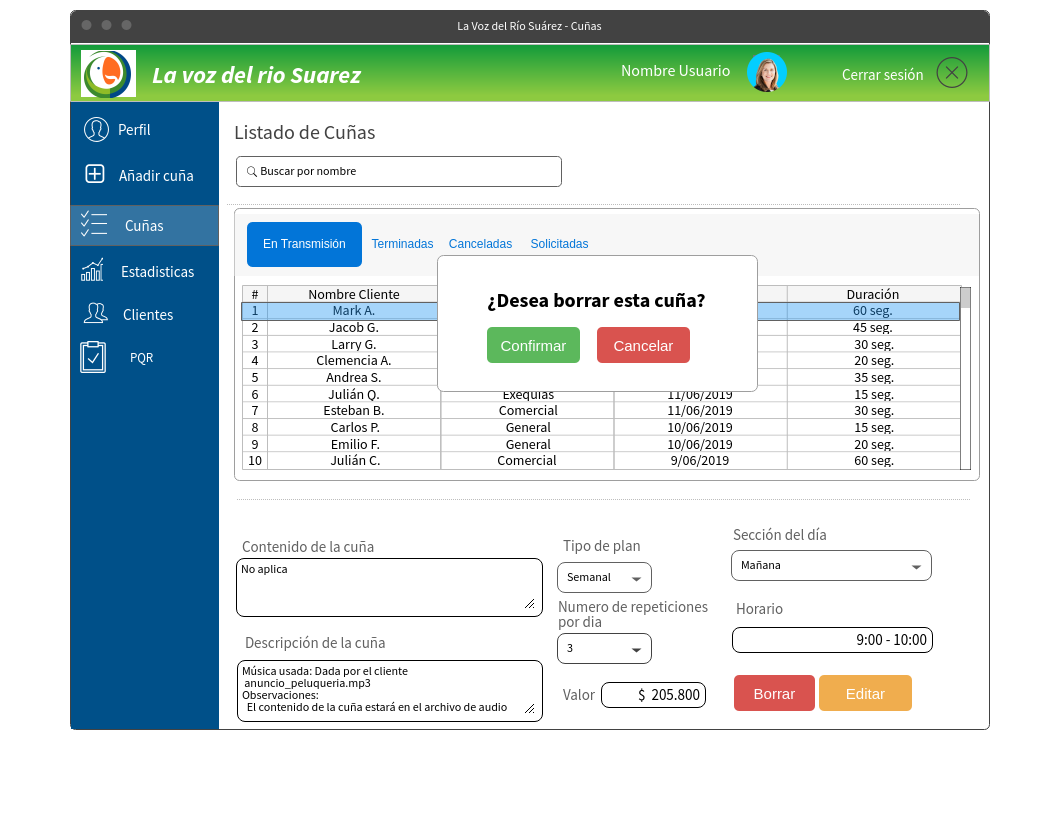 La Voz del Río Suárez - Cuñas
La voz del rio Suarez
Nombre Usuario
Cerrar sesión
Perfil
Añadir cuña
Cuñas
Estadisticas
Clientes
PQR
Listado de Cuñas
Buscar por nombre
En Transmisión Terminadas Canceladas Solicitadas
# Nombre Cliente Duración
1 Mark A. 60 seg.
2 Jacob G. 45 seg.
3 Larry G. 30 seg.
4 Clemencia A. 20 seg.
5 Andrea S. 35 seg.
6 Julián Q. Exequias 11/06/2019 15 seg.
7 Esteban B. Comercial 11/06/2019 30 seg.
8 Carlos P. General 10/06/2019 15 seg.
9 Emilio F. General 10/06/2019 20 seg.
10 Julián C. Comercial 9/06/2019 60 seg.
¿Desea borrar esta cuña?
Confirmar Cancelar
Contenido de la cuña
No aplica
Descripción de la cuña
Música usada: Dada por el cliente
anuncio_peluqueria.mp3
Observaciones:
El contenido de la cuña estará en el archivo de audio
Tipo de plan
Semanal
Numero de repeticiones
por dia
3
Valor $ 205.800
Sección del día
Mañana
Horario
9:00 - 10:00
Borrar Editar